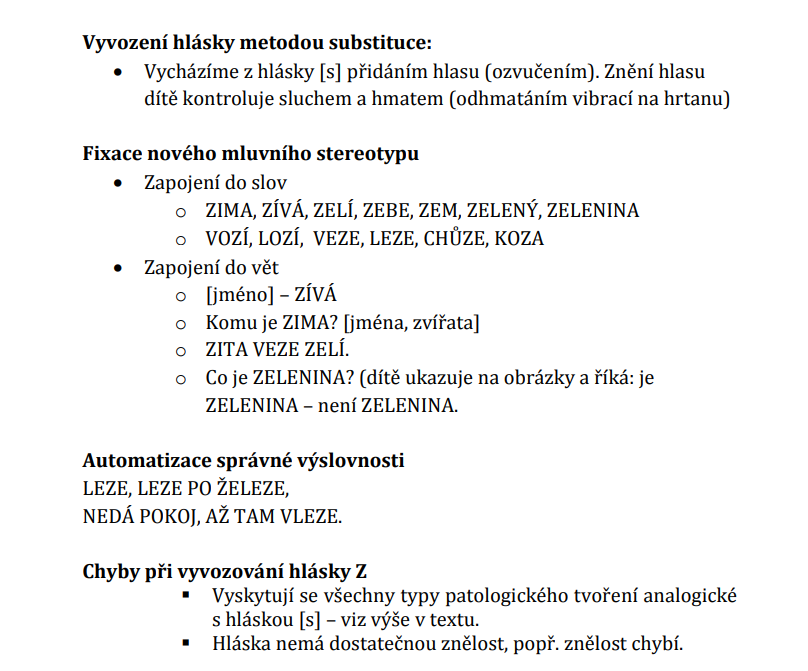 Vyvození hlásky metodou substituce:
• Vycházíme z hlásky [s] přidáním hlasu (ozvučením). Znění hlasu
dítě kontroluje sluchem a hmatem (odhmatáním vibrací na hrtanu)
Fixace nového mluvního stereotypu
• Zapojení do slov
o ZIMA, ZÍVÁ, ZELÍ, ZEBE, ZEM, ZELENÝ, ZELENINA
o VOZÍ, LOZÍ, VEZE, LEZE, CHŮZE, KOZA
• Zapojení do vět
o [jméno] – ZÍVÁ
o Komu je ZIMA? [jména, zvířata]
o ZITA VEZE ZELÍ.
o Co je ZELENINA? (dítě ukazuje na obrázky a říká: je
ZELENINA – není ZELENINA.
Automatizace správné výslovnosti
LEZE, LEZE PO ŽELEZE,
NEDÁ POKOJ, AŽ TAM VLEZE.
Chyby při vyvozování hlásky Z
▪ Vyskytují se všechny typy patologického tvoření analogické
s hláskou [s] – viz výše v textu.
▪ Hláska nemá dostatečnou znělost, popř. znělost chybí.